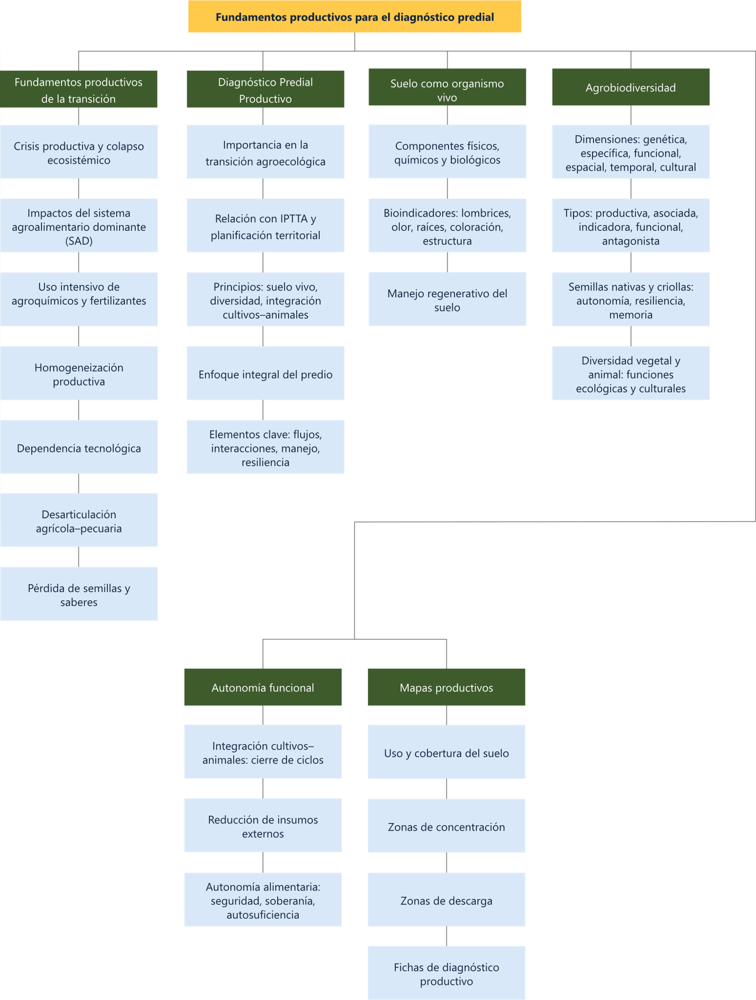 Fundamentos productivos para el diagnóstico predial
Fundamentos productivos
de la transición
Crisis productiva y colapso
ecosistémico
Impactos del sistema
agroalimentario dominante
(SAD)
Uso intensivo de
agroquímicos y fertilizantes
Homogeneización
productiva
Dependencia tecnológica
Desarticulación
agrícola–pecuaria
Pérdida de semillas y
saberes
Diagnóstico Predial
Productivo
Importancia en la
transición agroecológica
Relación con IPTTA y
planificación territorial
Principios: suelo vivo,
diversidad, integración
cultivos–animales
Enfoque integral del predio
Elementos clave: flujos,
interacciones, manejo,
resiliencia
Suelo como organismo
vivo
Componentes físicos,
químicos y biológicos
Bioindicadores: lombrices,
olor, raíces, coloración,
estructura
Manejo regenerativo del
suelo
Agrobiodiversidad
Dimensiones: genética,
específica, funcional,
espacial, temporal, cultural
Tipos: productiva, asociada,
indicadora, funcional,
antagonista
Semillas nativas y criollas:
autonomía, resiliencia,
memoria
Diversidad vegetal y
animal: funciones
ecológicas y culturales
Autonomía funcional
Integración cultivos–
animales: cierre de ciclos
Reducción de insumos
externos
Autonomía alimentaria:
seguridad, soberanía,
autosuficiencia
Mapas productivos
Uso y cobertura del suelo
Zonas de concentración
Zonas de descarga
Fichas de diagnóstico
productivo